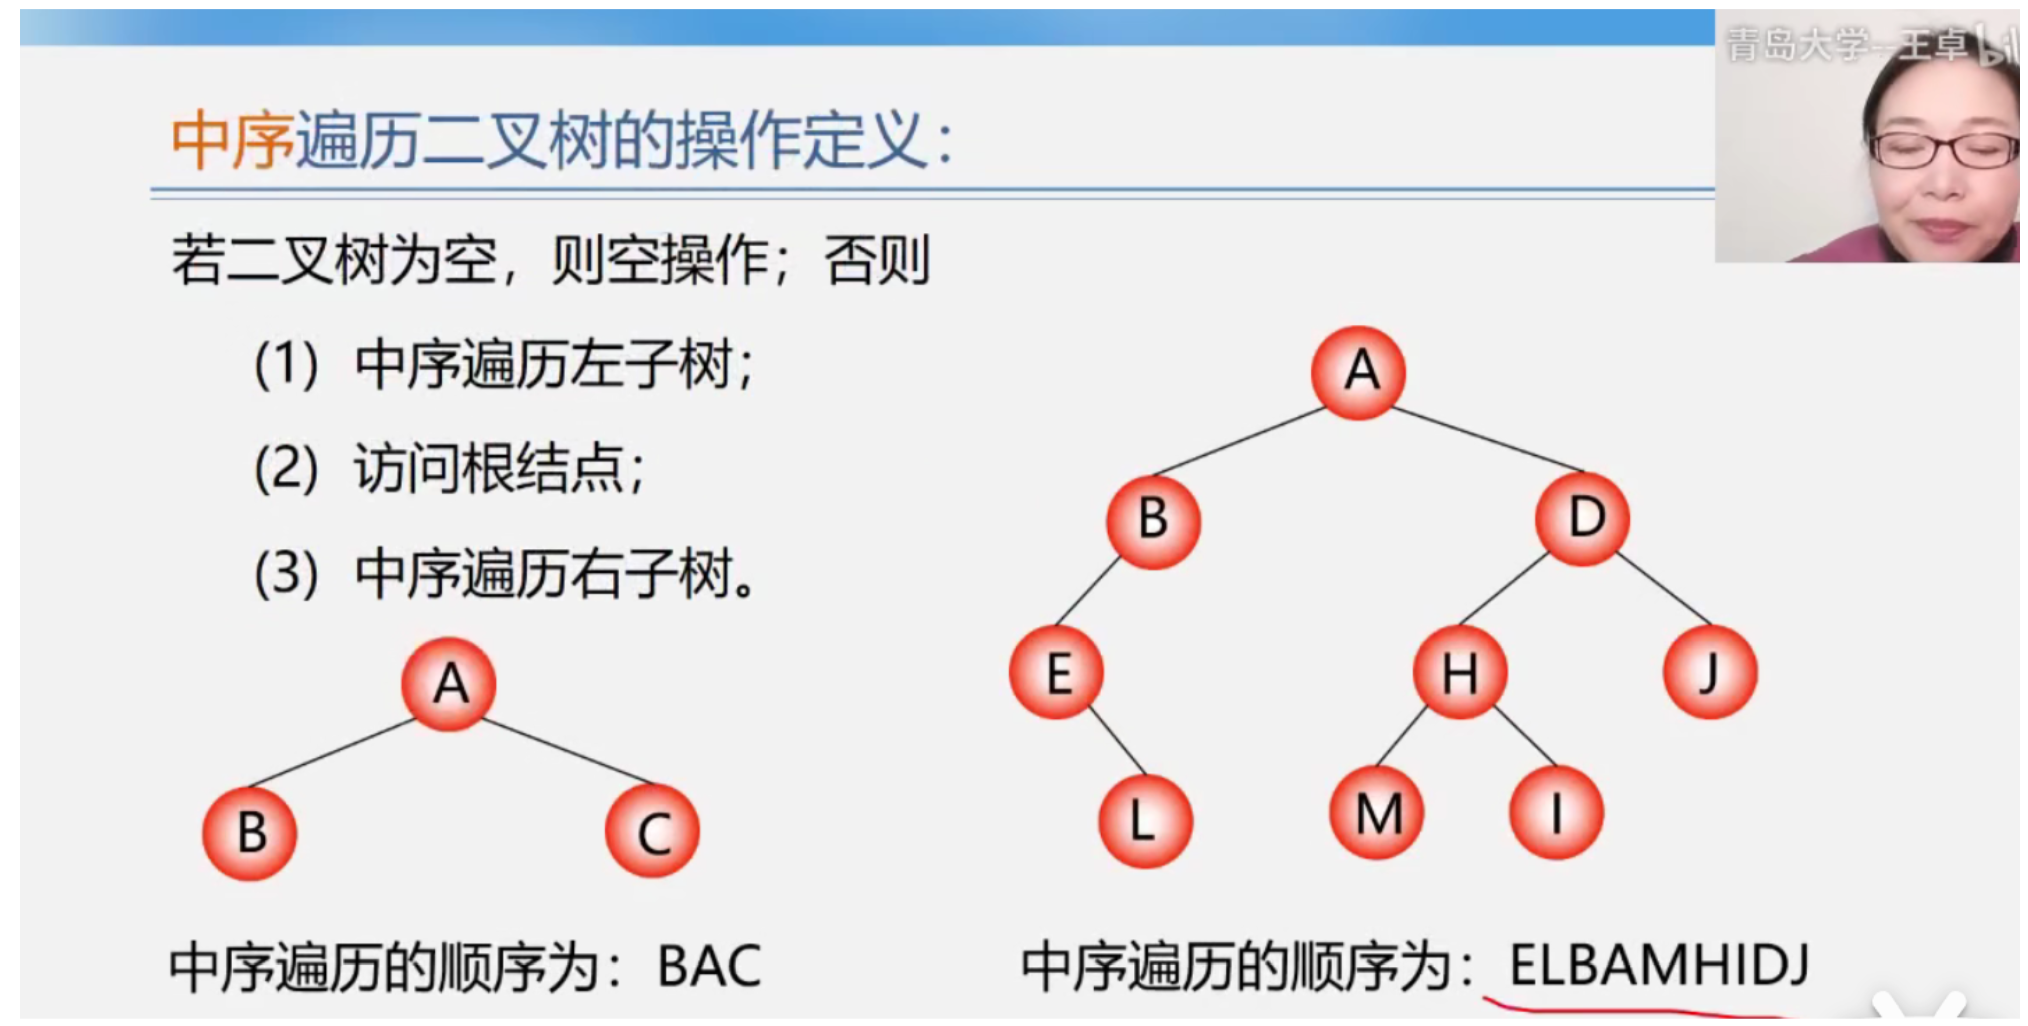 青岛大学--王卓
中序遍历二叉树的操作定义：
若二叉树为空，则空操作；否则
(1) 中序遍历左子树；
(2) 访问根结点；
(3) 中序遍历右子树。
A
B
C
中序遍历的顺序为：BAC
A
B
D
E
H
J
L
M
I
中序遍历的顺序为：ELBAMHIDJ